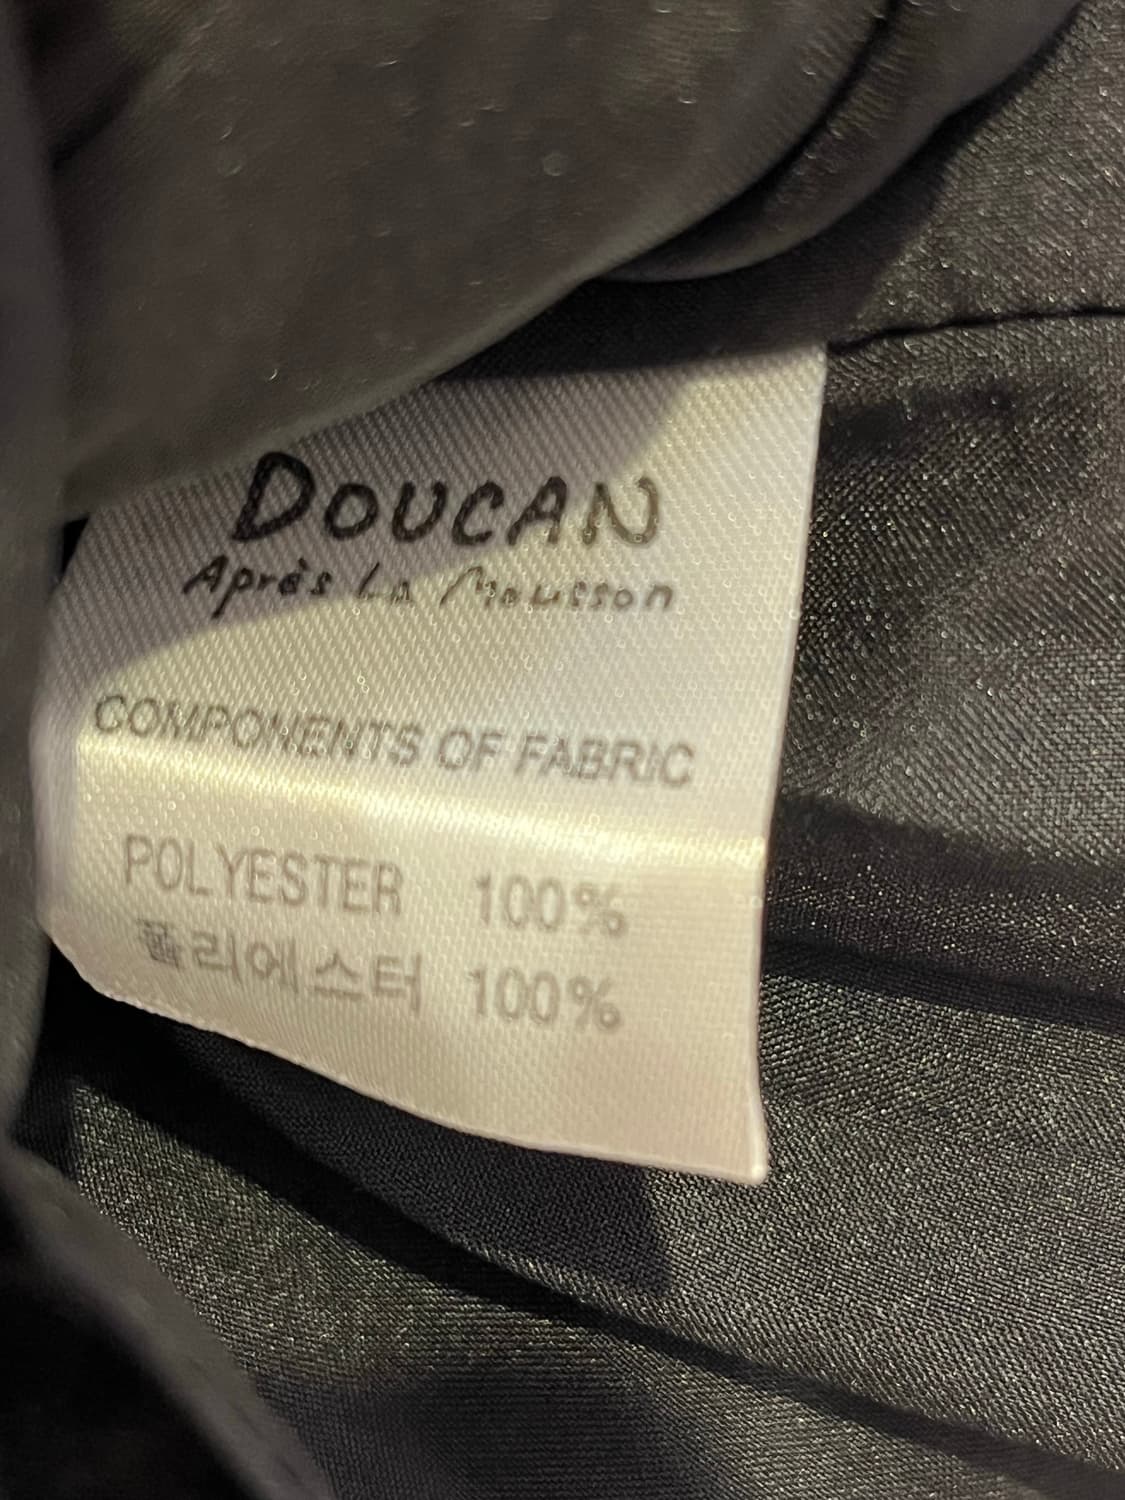 DOUCAN
Après La Mousson
COMPONENTS OF FABRIC
POLYESTER 100%
폴리에스터 100%